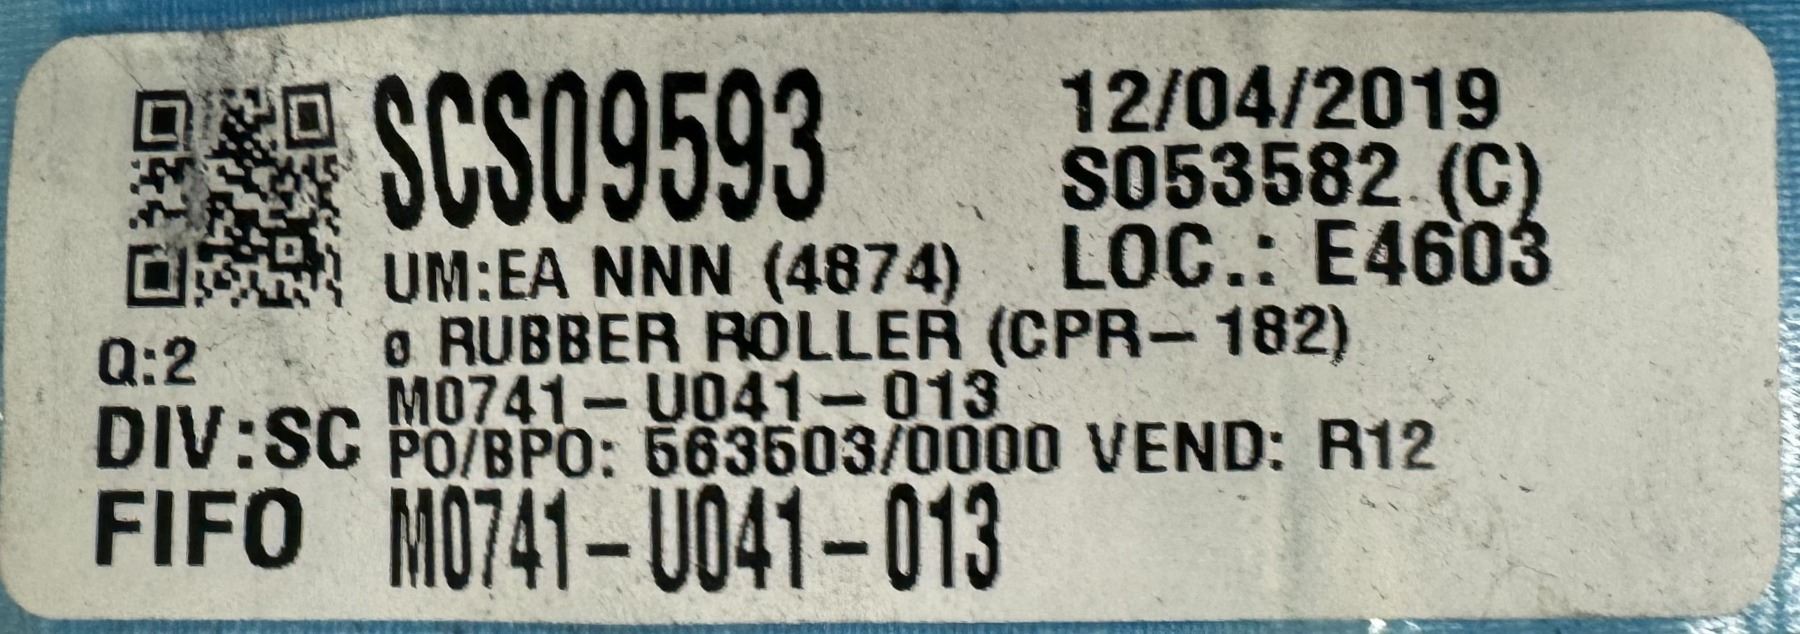 SCS09593
12/04/2019
S053582 (C)
UM:EA NNN (4874)
LOC.: E4603
Q:2
ø RUBBER ROLLER (CPR-182)
M0741-U041-013
DIV:SC
PO/BPO: 563503/0000 VEND: R12
FIFO
M0741-U041-013